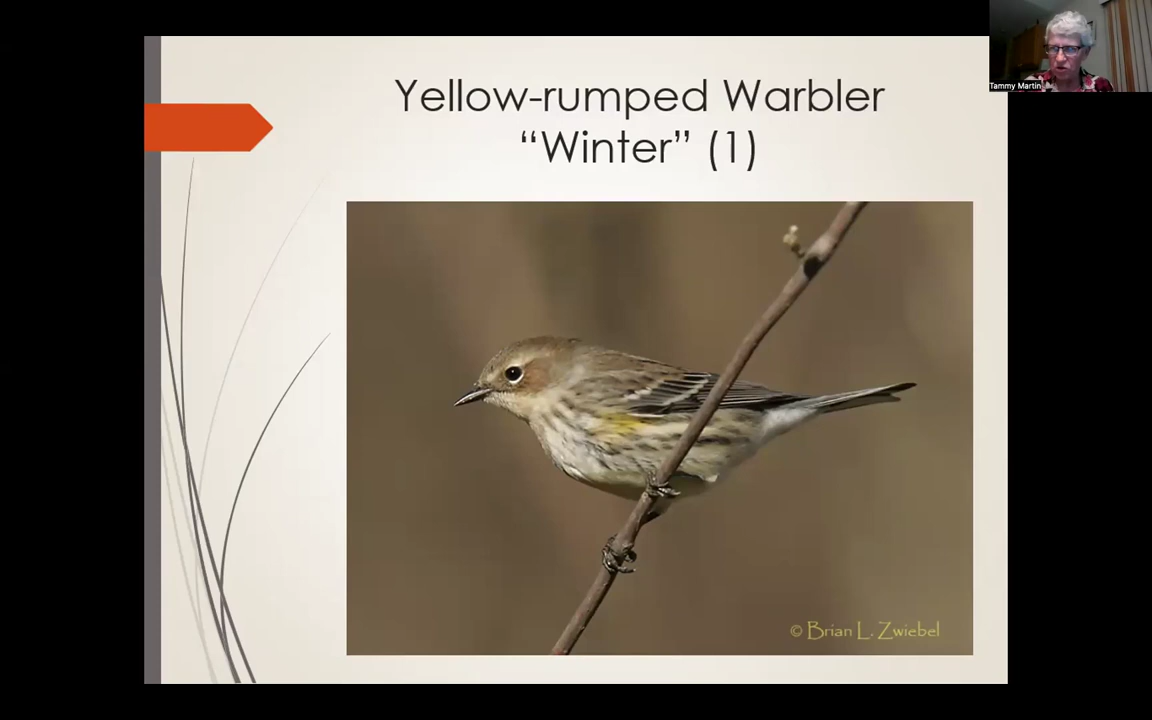 Yellow-rumped Warbler
“Winter” (1)
Tammy Martin
© Brian L. Zwiebel